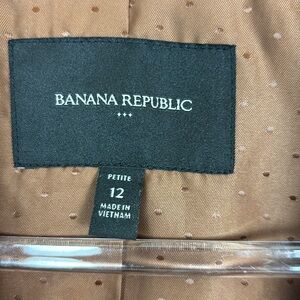 BANANA REPUBLIC
PETITE
12
MADE IN
VIETNAM